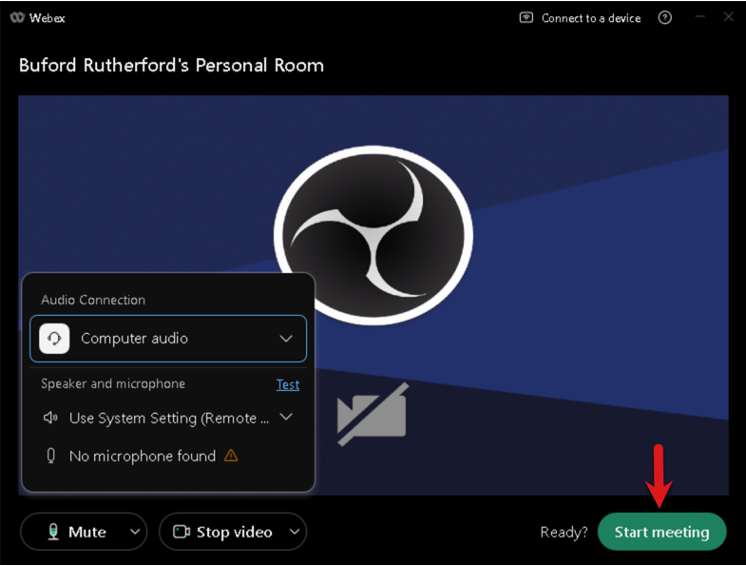 Webex
Connect to a device
Buford Rutherford's Personal Room
Audio Connection
Computer audio
Speaker and microphone Test
Use System Setting (Remote ...
No microphone found
Mute
Stop video
Ready?
Start meeting